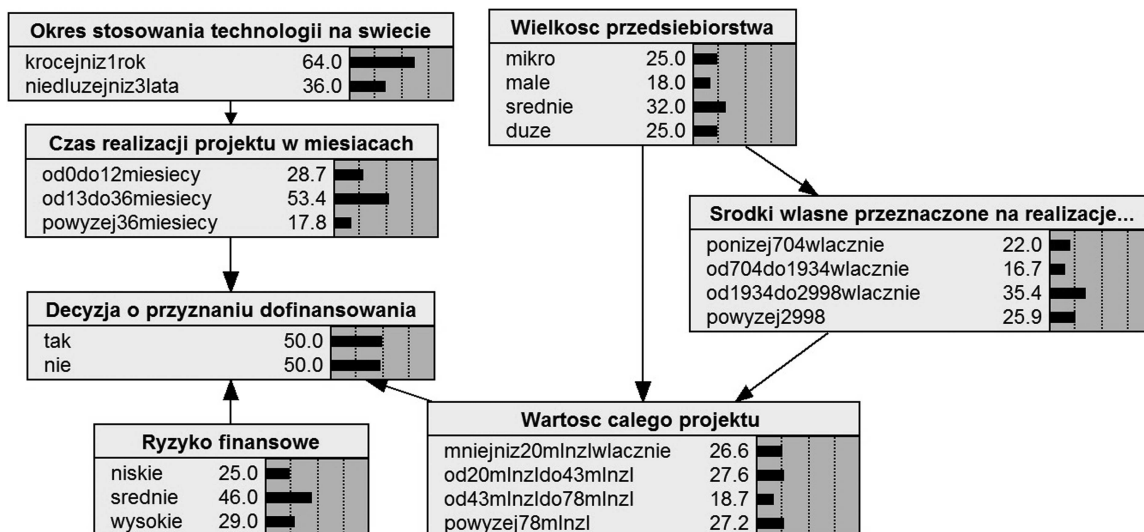 Okres stosowania technologii na swiecie
krocejniz1rok 64.0
niedluzejniz3lata 36.0
Wielkosc przedsiebiorstwa
mikro 25.0
male 18.0
srednie 32.0
duze 25.0
Czas realizacji projektu w miesiacach
od0do12miesiecy 28.7
od13do36miesiecy 53.4
powyzej36miesiecy 17.8
Srodki wlasne przeznaczone na realizacje...
ponizej704wlacznie 22.0
od704do1934wlacznie 16.7
od1934do2998wlacznie 35.4
powyzej2998 25.9
Decyzja o przyznaniu dofinansowania
tak 50.0
nie 50.0
Ryzyko finansowe
niskie 25.0
srednie 46.0
wysokie 29.0
Wartosc calego projektu
mniejniz20mlnzlwlacznie 26.6
od20mlnzldo43mlnzl 27.6
od43mlnzldo78mlnzl 18.7
powyzej78mlnzl 27.2